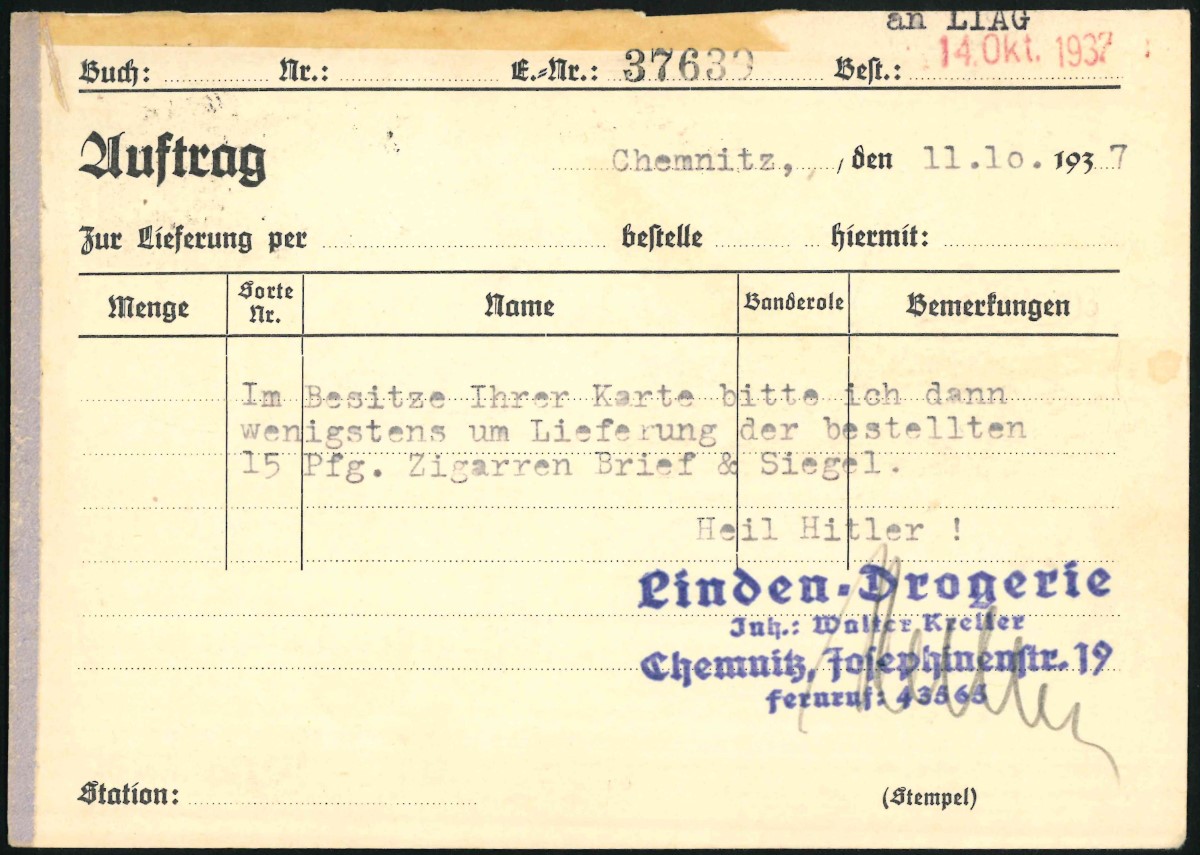 an LIAG
14. Okt. 1937
Buch: Nr.: E.=Nr.: 37639 Best.:
Auftrag Chemnitz, , den 11.10. 1937
Zur Lieferung per bestelle hiermit:
Menge Sorte Nr. Name Banderole Bemerkungen
Im Besitze Ihrer Karte bitte ich dann
wenigstens um Lieferung der bestellten
15 Pfg. Zigarren Brief & Siegel.
Heil Hitler !
Linden-Drogerie
Inh.: Walter Kreller
Chemnitz, Josephinenstr. 19
Fernruf: 43565
Station: (Stempel)